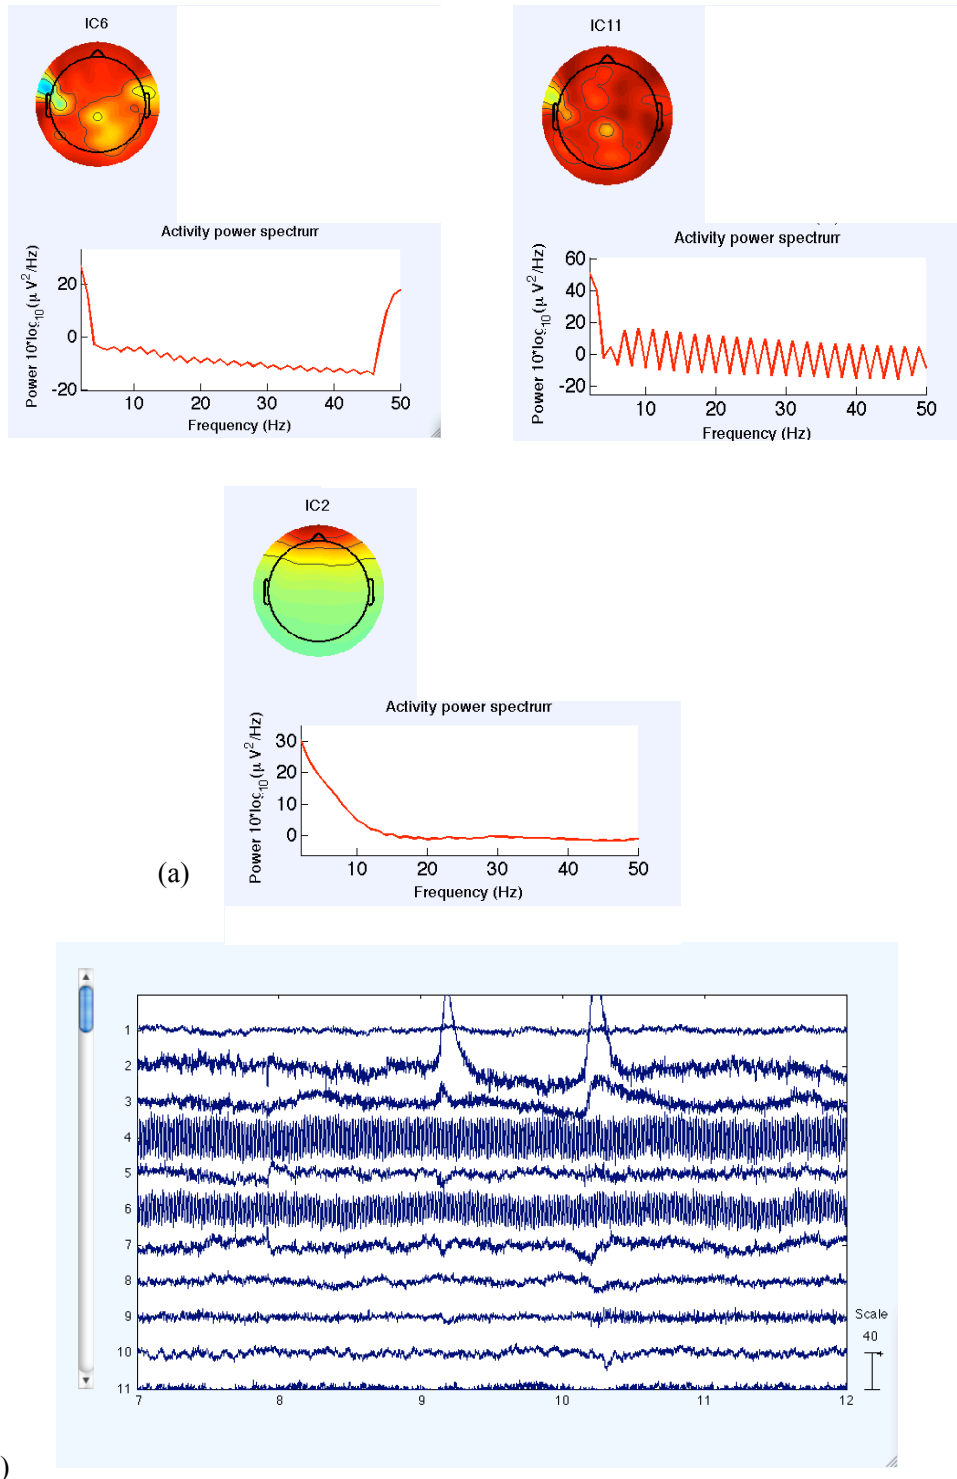 IC6
Activity power spectrum
Power 10*log10(μ V2/Hz)
20
0
-20
10 20 30 40 50
Frequency (Hz)
IC11
Activity power spectrum
Power 10*log10(μ V2/Hz)
60
40
20
0
-20
10 20 30 40 50
Frequency (Hz)
IC2
Activity power spectrum
Power 10*log10(μ V2/Hz)
30
20
10
0
10 20 30 40 50
Frequency (Hz)
(a)
1
2
3
4
5
6
7
8
9
10
11
7 8 9 10 11 12
Scale
40
)